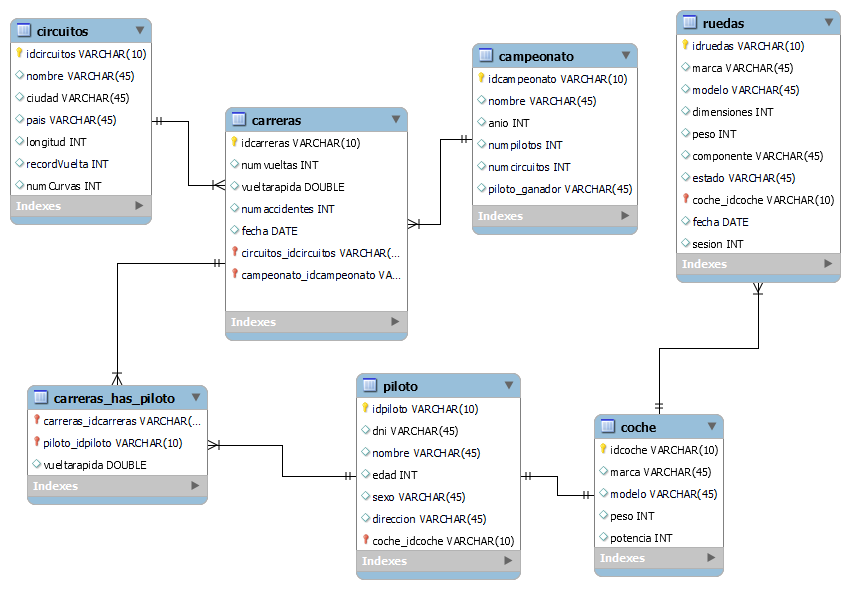 circuitos
idcircuitos VARCHAR(10)
nombre VARCHAR(45)
ciudad VARCHAR(45)
pais VARCHAR(45)
longitud INT
recordVuelta INT
numCurvas INT
Indexes
carreras
idcarreras VARCHAR(10)
numvueltas INT
vueltarapida DOUBLE
numaccidentes INT
fecha DATE
circuitos_idcircuitos VARCHAR(...
campeonato_idcampeonato VA...
Indexes
campeonato
idcampeonato VARCHAR(10)
nombre VARCHAR(45)
anio INT
numpilotos INT
numcircuitos INT
piloto_ganador VARCHAR(45)
Indexes
ruedas
idruedas VARCHAR(10)
marca VARCHAR(45)
modelo VARCHAR(45)
dimensiones INT
peso INT
componente VARCHAR(45)
estado VARCHAR(45)
coche_idcoche VARCHAR(10)
fecha DATE
sesion INT
Indexes
carreras_has_piloto
carreras_idcarreras VARCHAR(...
piloto_idpiloto VARCHAR(10)
vueltarapida DOUBLE
Indexes
piloto
idpiloto VARCHAR(10)
dni VARCHAR(45)
nombre VARCHAR(45)
edad INT
sexo VARCHAR(45)
direccion VARCHAR(45)
coche_idcoche VARCHAR(10)
Indexes
coche
idcoche VARCHAR(10)
marca VARCHAR(45)
modelo VARCHAR(45)
peso INT
potencia INT
Indexes